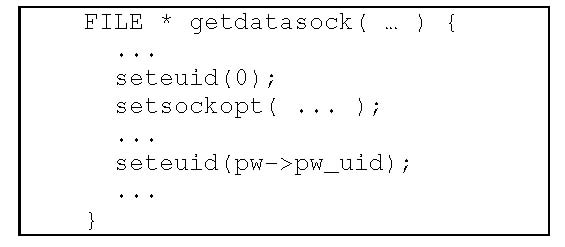 FILE * getdatasock( … ) {
...
seteuid(0);
setsockopt( ... );
...
seteuid(pw->pw_uid);
...
}